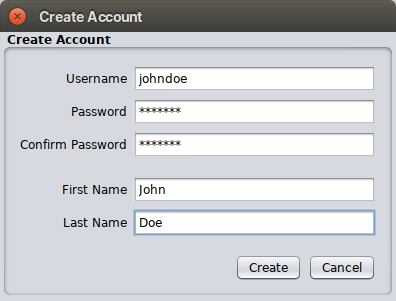 Create Account
Create Account
Username johndoe
Password *******
Confirm Password *******
First Name John
Last Name Doe
Create Cancel